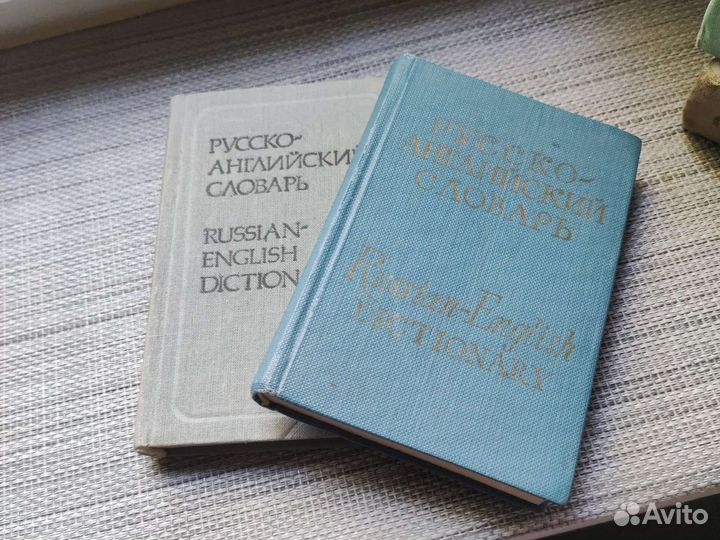 РУССКО-
АНГЛИЙСКИЙ
СЛОВАРЬ
RUSSIAN-
ENGLISH
DICTION
РУССКО-
АНГЛИЙСКИЙ
СЛОВАРЬ
Russian-English
DICTIONARY
Avito